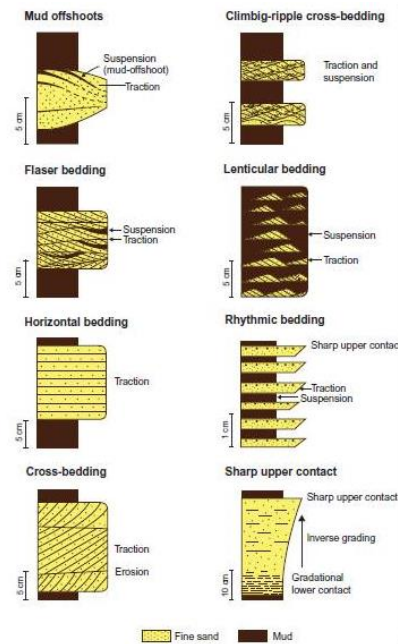 Mud offshoots
Suspension
(mud-offshoot)
Traction
5 cm
Climbig-ripple cross-bedding
Traction and
suspension
5 cm
Flaser bedding
Suspension
Traction
5 cm
Lenticular bedding
Suspension
Traction
5 cm
Horizontal bedding
Traction
5 cm
Rhythmic bedding
Sharp upper contact
Traction
Suspension
1 cm
Cross-bedding
Traction
Erosion
5 cm
Sharp upper contact
Sharp upper contact
Inverse grading
Gradational
lower contact
10 cm
Fine sand
Mud